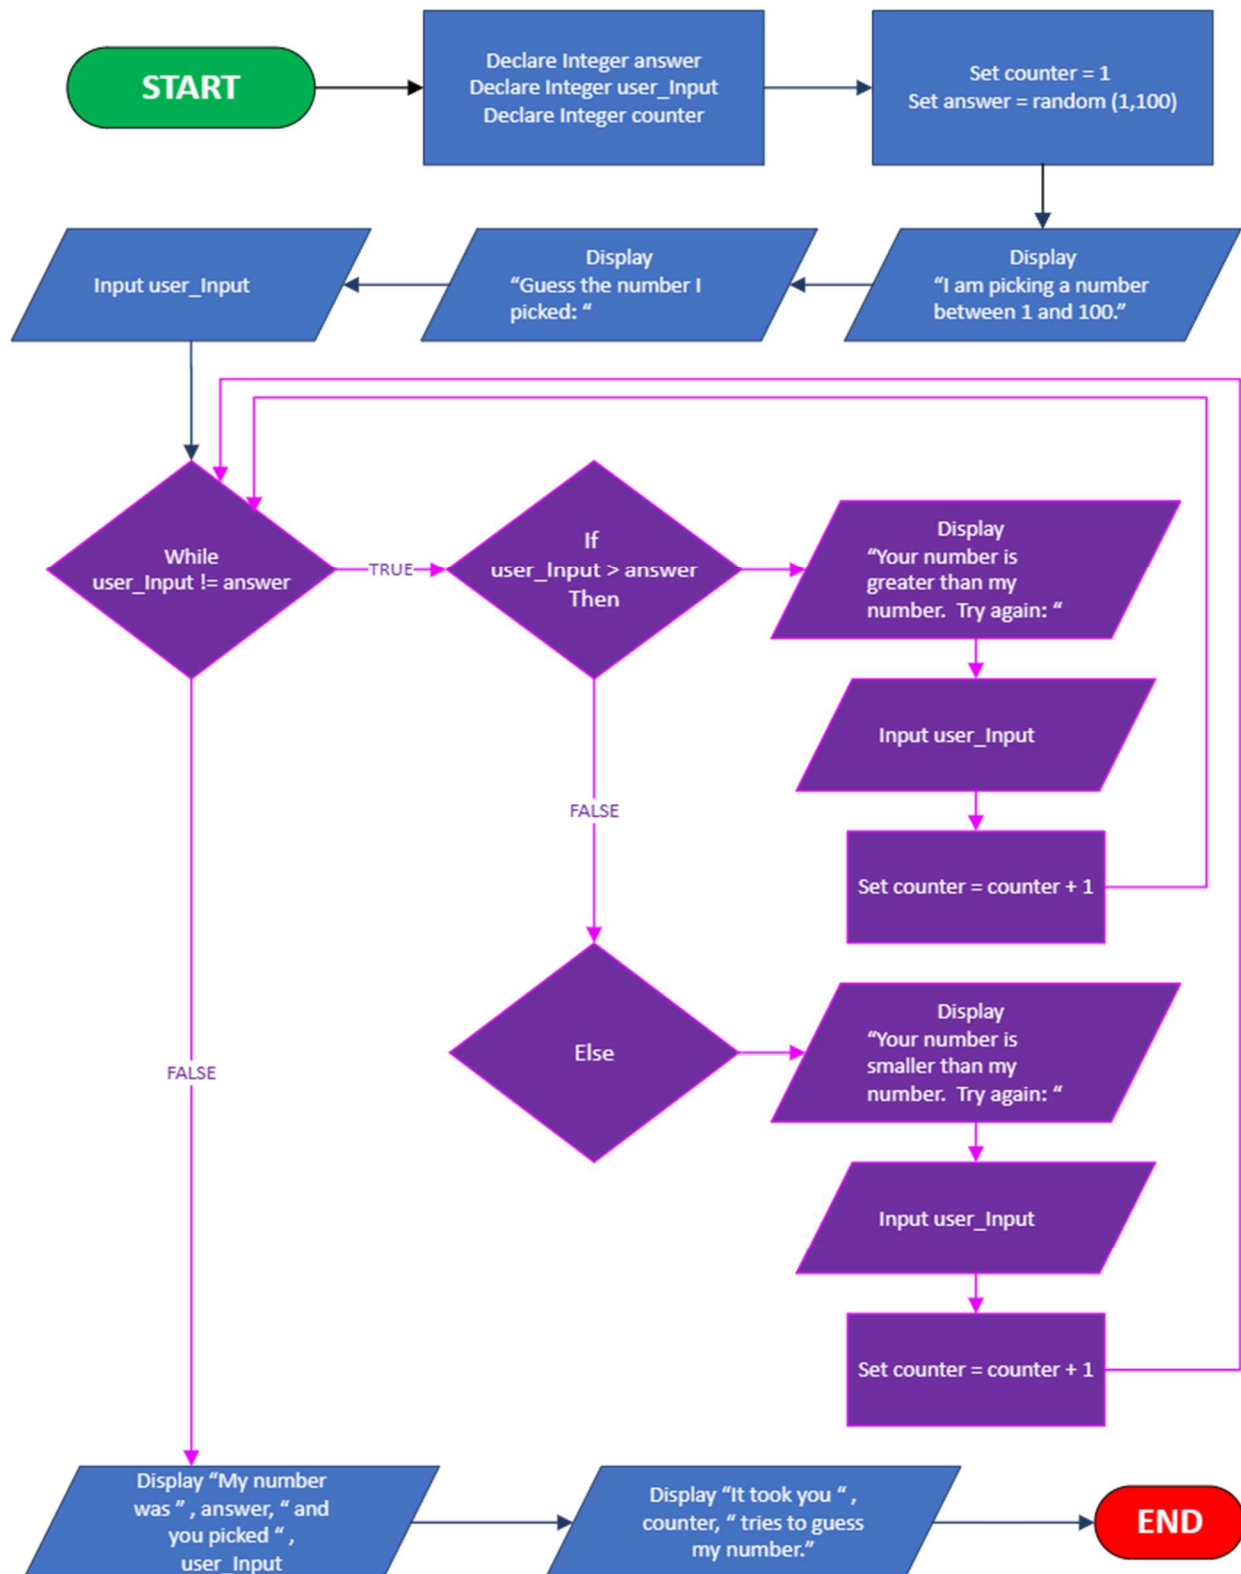 START
Declare Integer answer
Declare Integer user_Input
Declare Integer counter
Set counter = 1
Set answer = random (1,100)
Display
“I am picking a number
between 1 and 100.”
Display
“Guess the number I
picked: “
Input user_Input
While
user_Input != answer
TRUE
If
user_Input > answer
Then
Display
“Your number is
greater than my
number.  Try again: “
Input user_Input
Set counter = counter + 1
FALSE
Else
Display
“Your number is
smaller than my
number.  Try again: “
Input user_Input
Set counter = counter + 1
FALSE
Display “My number
was ” , answer, “ and
you picked “ ,
user_Input
Display “It took you “ ,
counter, “ tries to guess
my number.”
END